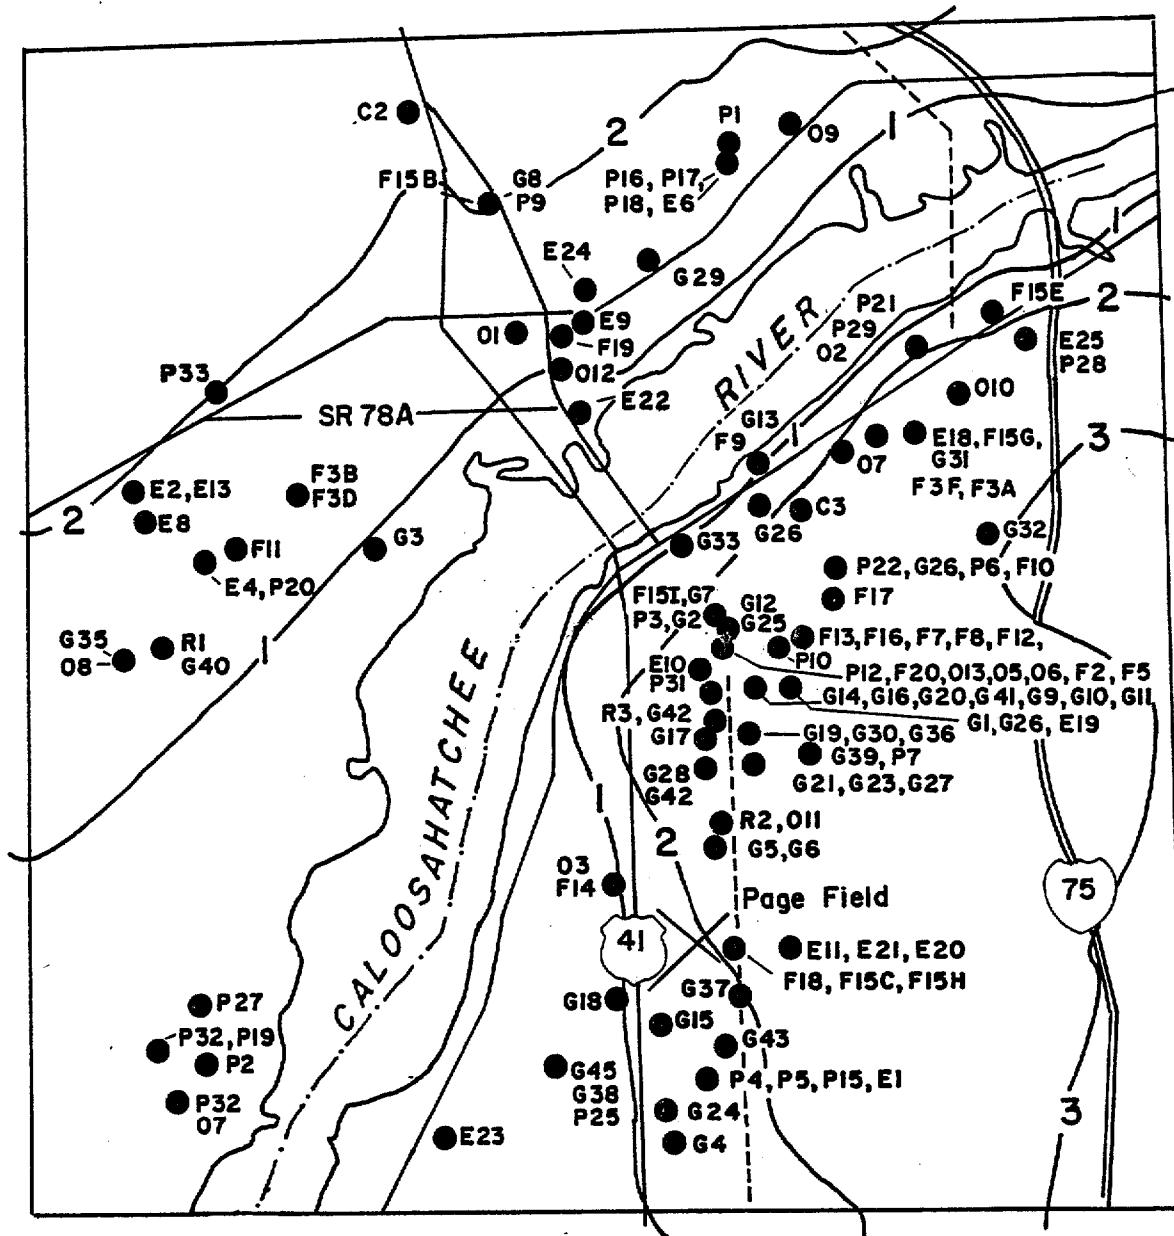 C2
2
P1
O9
1
F15B
G8
P9
P16, P17,
P18, E6
E24
G29
1
O1
E9
F19
P21
P29
O2
F15E
2
E25
P28
P33
O12
E22
SR 78A
RIVER
G13
F9
1
O10
3
O7
E18, F15G,
G31
F3F, F3A
E2, E13
F3B
F3D
2
E8
F11
E4, P20
G3
G33
G26
C3
G32
P22, G26, P6, F10
F17
F15I, G7
P3, G2
G12
G25
F13, F16, F7, F8, F12,
P10
P12, F20, O13, O5, O6, F2, F5
G35
O8
R1
G40
1
E10
P31
G14, G16, G20, G41, G9, G10, G11
G1, G26, E19
R3, G42
G17
G19, G30, G36
G39, P7
G21, G23, G27
G28
G42
1
2
R2, O11
G5, G6
CALOOSAHATCHEE
O3
F14
Page Field
75
41
E11, E21, E20
F18, F15C, F15H
G37
G18
G15
G43
P27
P32, P19
P2
P32
O7
G45
G38
P25
P4, P5, P15, E1
G24
G4
3
E23